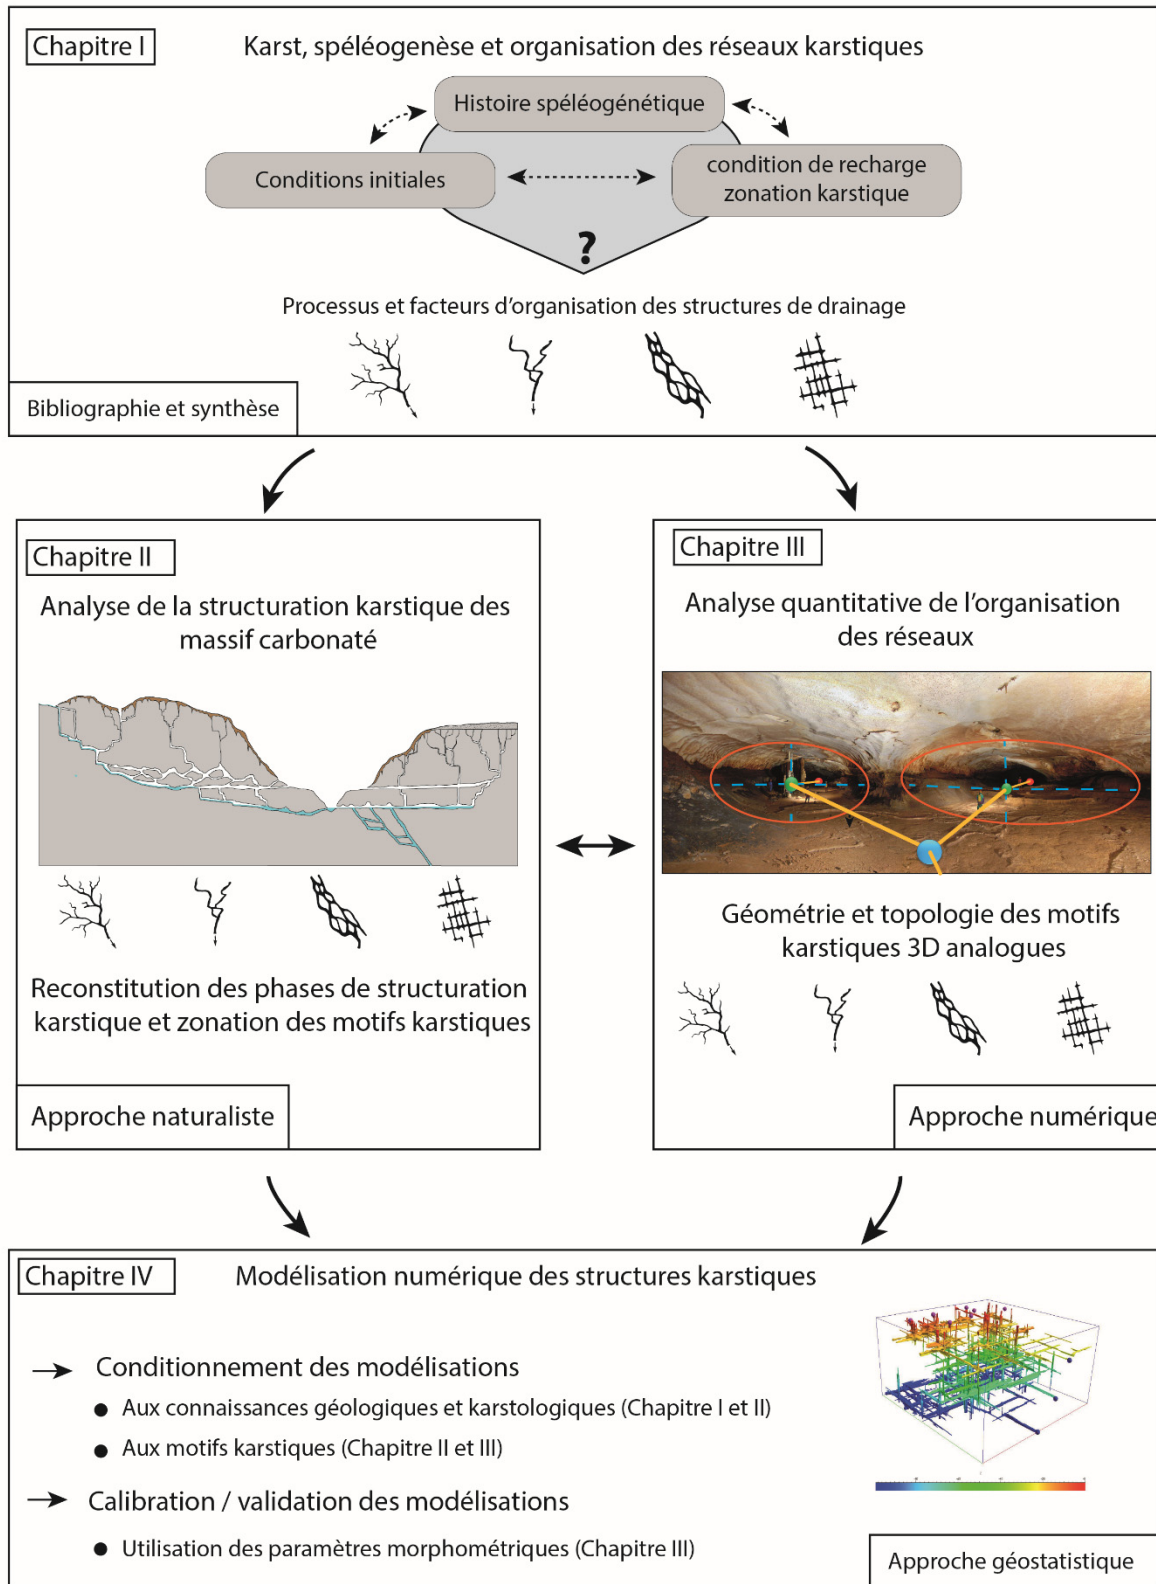 Chapitre I
Karst, spéléogenèse et organisation des réseaux karstiques
Histoire spéléogénétique
Conditions initiales
condition de recharge
zonation karstique
?
Processus et facteurs d'organisation des structures de drainage
Bibliographie et synthèse
Chapitre II
Analyse de la structuration karstique des
massif carbonaté
Reconstitution des phases de structuration
karstique et zonation des motifs karstiques
Approche naturaliste
Chapitre III
Analyse quantitative de l'organisation
des réseaux
Géométrie et topologie des motifs
karstiques 3D analogues
Approche numérique
Chapitre IV
Modélisation numérique des structures karstiques
Conditionnement des modélisations
Aux connaissances géologiques et karstologiques (Chapitre I et II)
Aux motifs karstiques (Chapitre II et III)
Calibration / validation des modélisations
Utilisation des paramètres morphométriques (Chapitre III)
Approche géostatistique